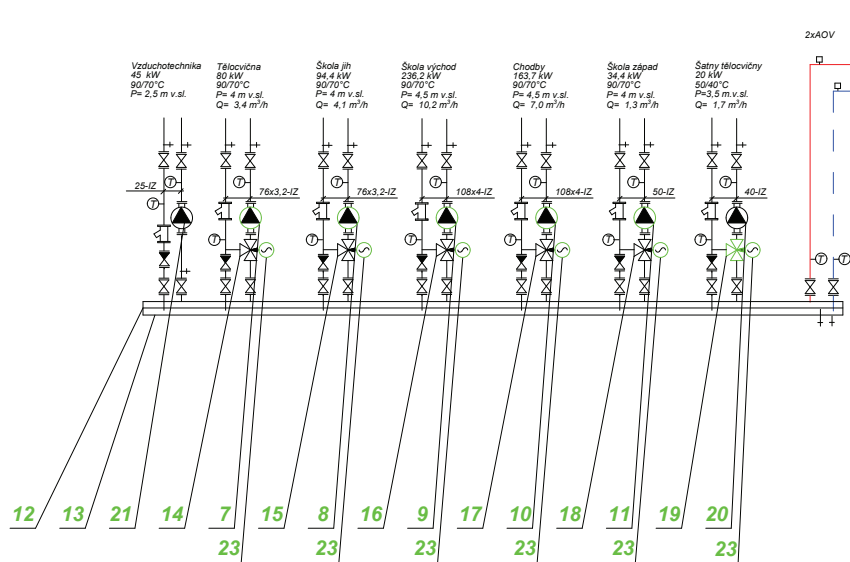 2xAOV
Vzduchotechnika
45 kW
90/70°C
P= 2,5 m v.sl.
Tělocvična
80 kW
90/70°C
P= 4 m v.sl.
Q= 3,4 m³/h
Škola jih
94,4 kW
90/70°C
P= 4 m v.sl.
Q= 4,1 m³/h
Škola východ
236,2 kW
90/70°C
P= 4,5 m v.sl.
Q= 10,2 m³/h
Chodby
163,7 kW
90/70°C
P= 4,5 m v.sl.
Q= 7,0 m³/h
Škola západ
34,4 kW
90/70°C
P= 4 m v.sl.
Q= 1,3 m³/h
Šatny tělocvičny
20 kW
50/40°C
P=3,5 m v.sl.
Q= 1,7 m³/h
T T T T T T T
25-IZ 76x3,2-IZ 76x3,2-IZ 108x4-IZ 108x4-IZ 50-IZ 40-IZ
T
T T T T T T
T T
12 13 21 14 7 15 8 16 9 17 10 18 11 19 20
23 23 23 23 23 23